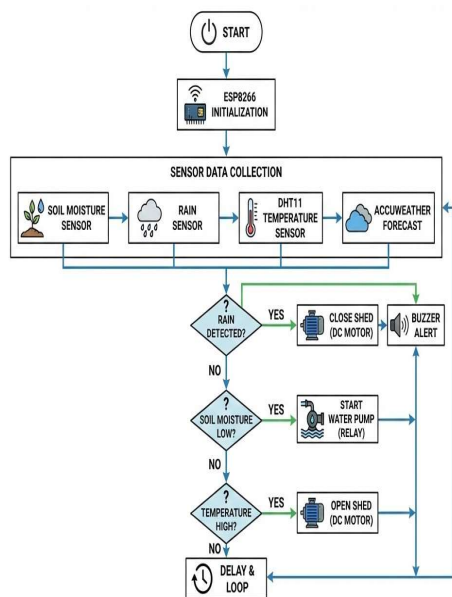 START
ESP8266
INITIALIZATION
SENSOR DATA COLLECTION
SOIL MOISTURE
SENSOR
RAIN
SENSOR
DHT11
TEMPERATURE
SENSOR
ACCUWEATHER
FORECAST
?
RAIN
DETECTED?
YES
CLOSE SHED
(DC MOTOR)
BUZZER
ALERT
NO
?
SOIL MOISTURE
LOW?
YES
START
WATER PUMP
(RELAY)
NO
?
TEMPERATURE
HIGH?
YES
OPEN SHED
(DC MOTOR)
NO
DELAY &
LOOP